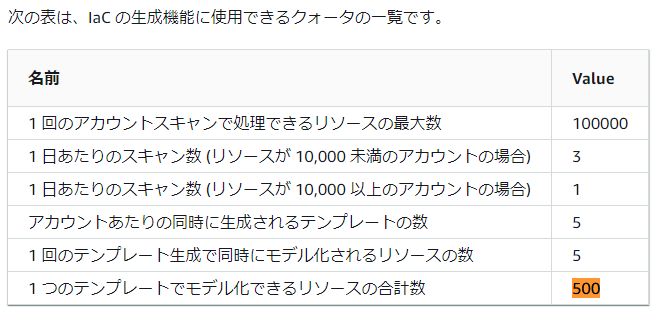 次の表は、IaC の生成機能に使用できるクォータの一覧です。
名前 Value
1 回のアカウントスキャンで処理できるリソースの最大数 100000
1 日あたりのスキャン数 (リソースが 10,000 未満のアカウントの場合) 3
1 日あたりのスキャン数 (リソースが 10,000 以上のアカウントの場合) 1
アカウントあたりの同時に生成されるテンプレートの数 5
1 回のテンプレート生成で同時にモデル化されるリソースの数 5
1 つのテンプレートでモデル化できるリソースの合計数 500